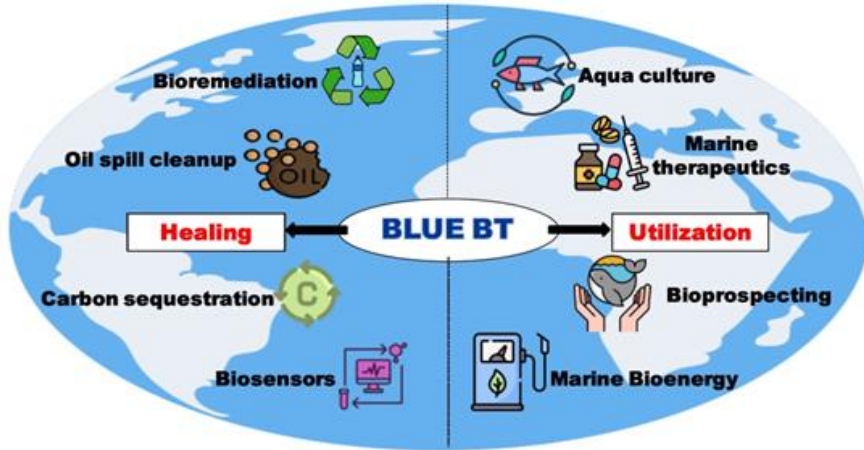 Bioremediation
Oil spill cleanup
OIL
Healing
Carbon sequestration
C
Biosensors
BLUE BT
Aqua culture
Marine
therapeutics
Utilization
Bioprospecting
Marine Bioenergy